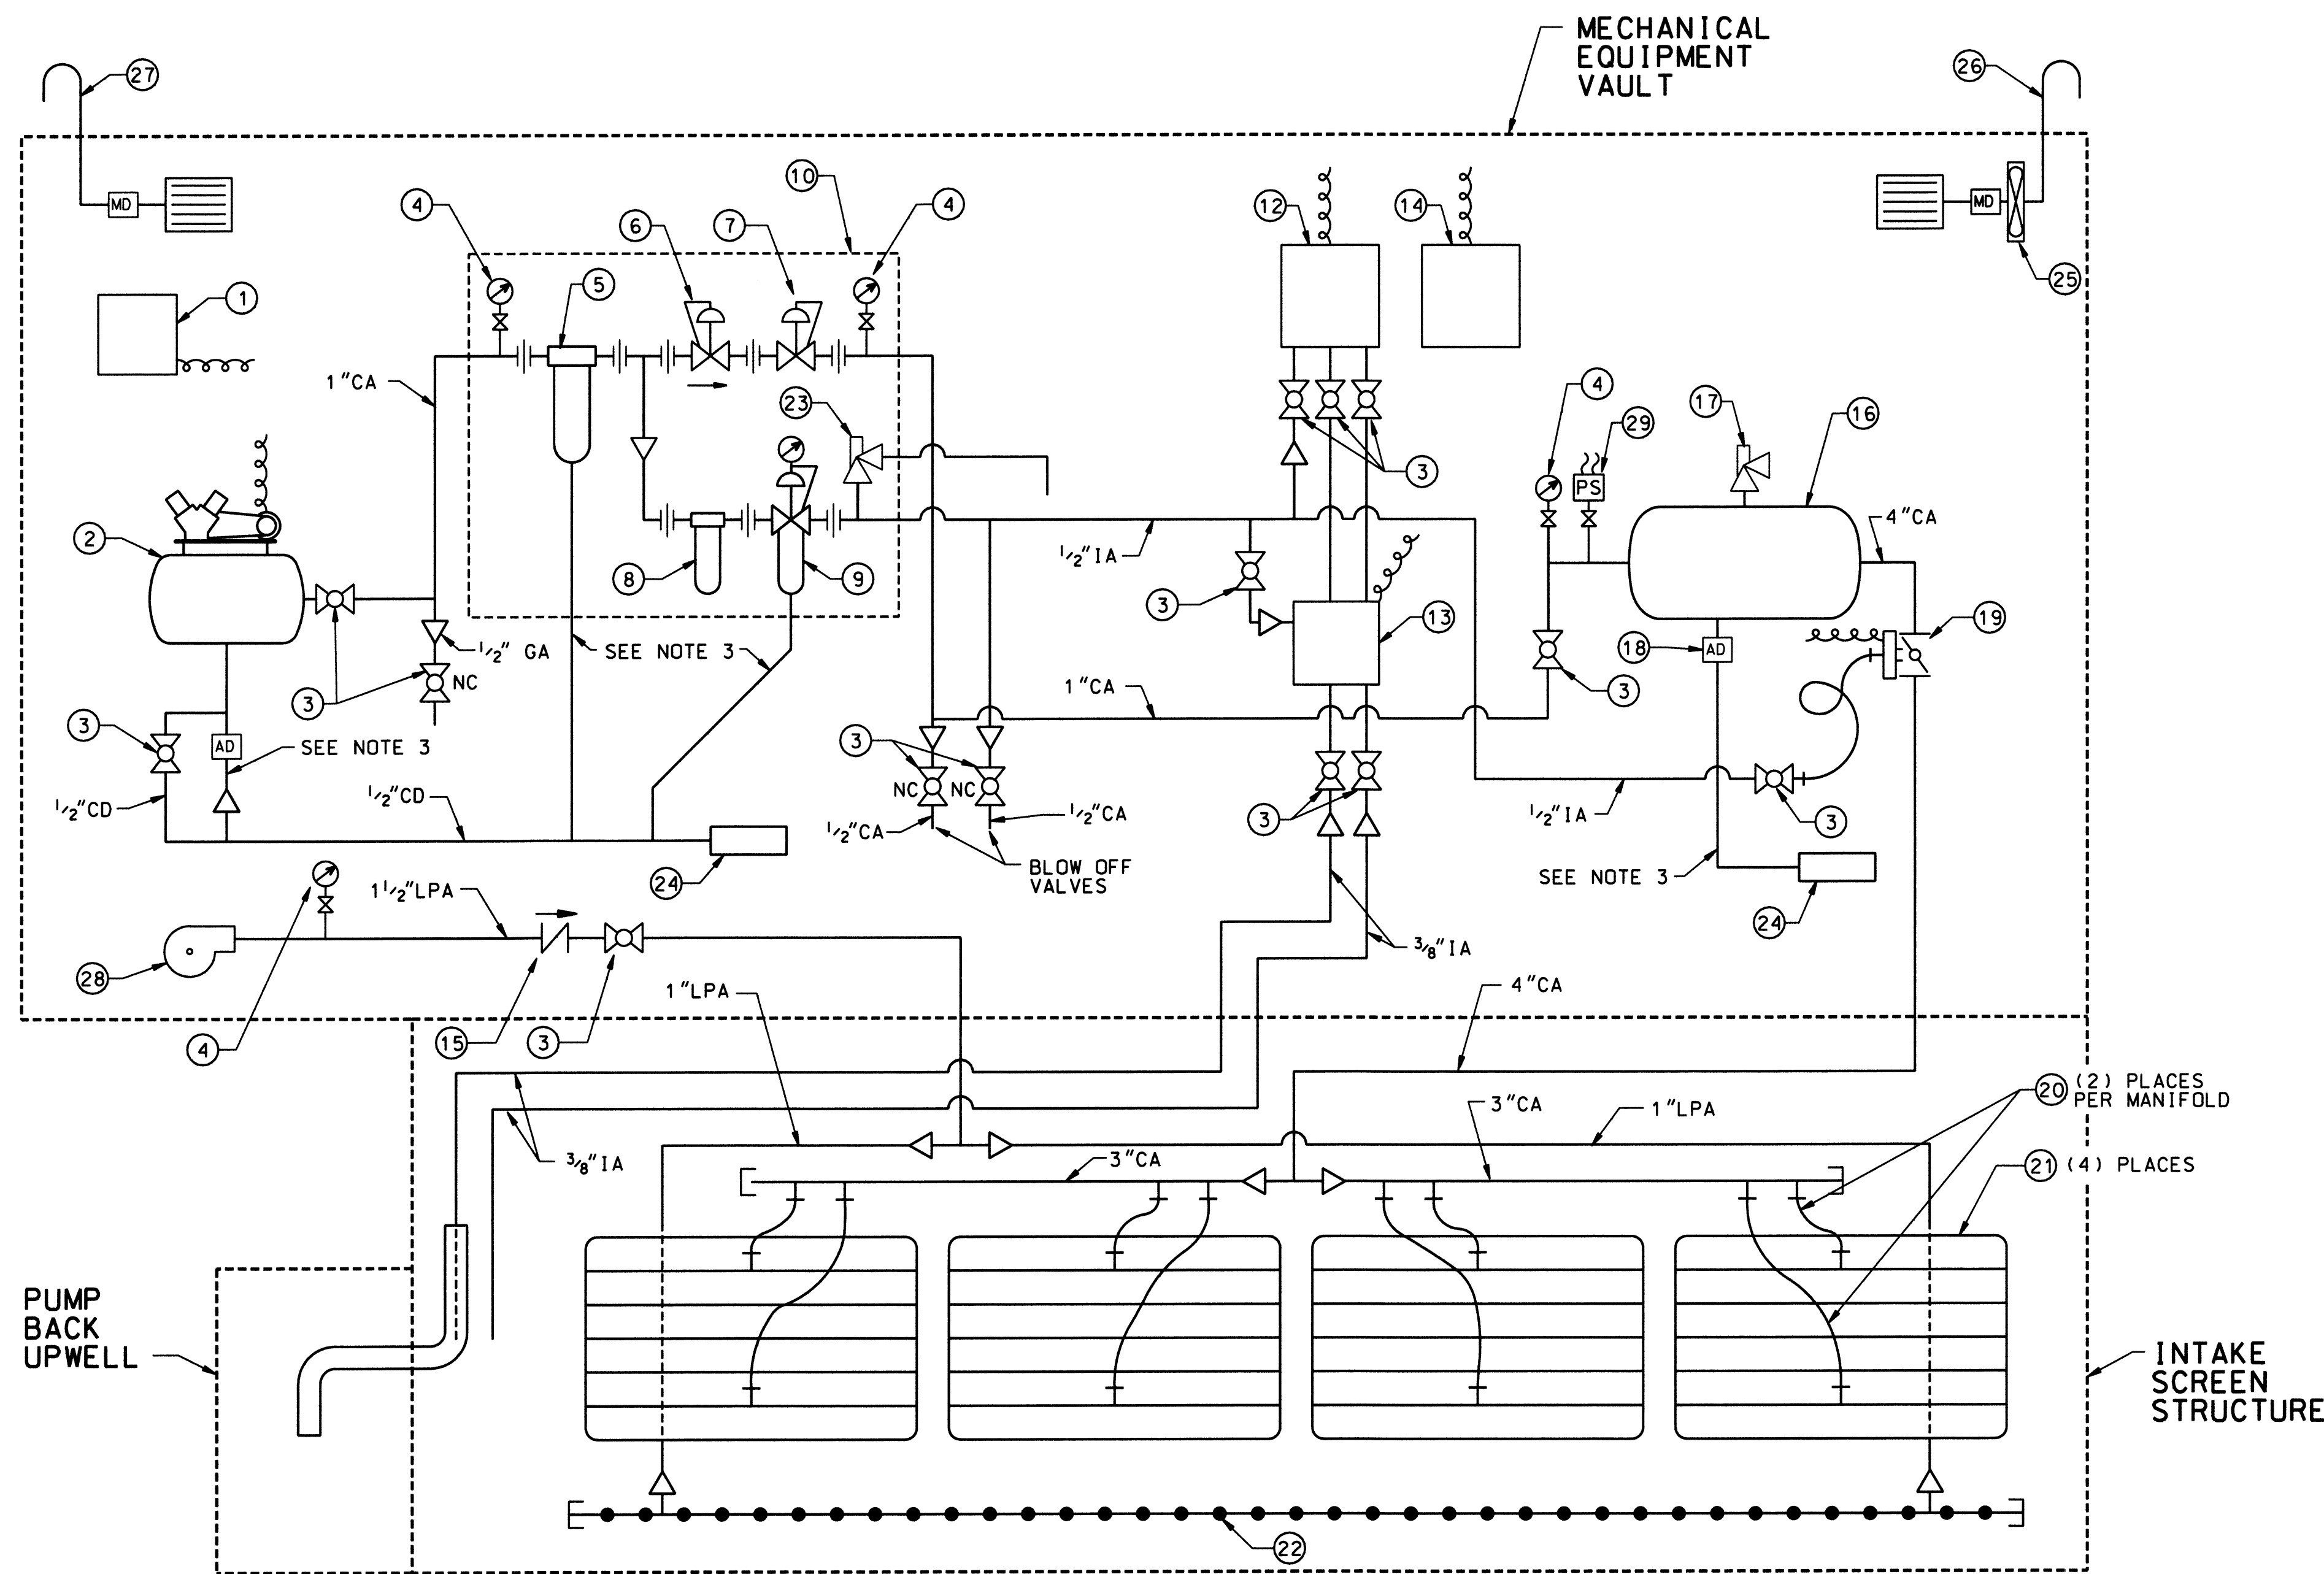 MECHANICAL
EQUIPMENT
VAULT
27
26
MD
MD
10
4
6
7
4
12
14
25
1
5
1"CA
23
4
29
17
16
3
PS
4"CA
2
1/2"IA
8
9
3
13
18
AD
19
1/2" GA
SEE NOTE 3
NC
3
3
1"CA
3
AD
SEE NOTE 3
3
NC
NC
1/2"CD
1/2"CD
1/2"CA
1/2"CA
3
1/2"IA
3
BLOW OFF
VALVES
24
SEE NOTE 3
24
1 1/2"LPA
28
3/8"IA
1"LPA
4"CA
4
15
3
20
(2) PLACES
PER MANIFOLD
3"CA
1"LPA
3/8"IA
3"CA
21
(4) PLACES
PUMP
BACK
UPWELL
INTAKE
SCREEN
STRUCTURE
22